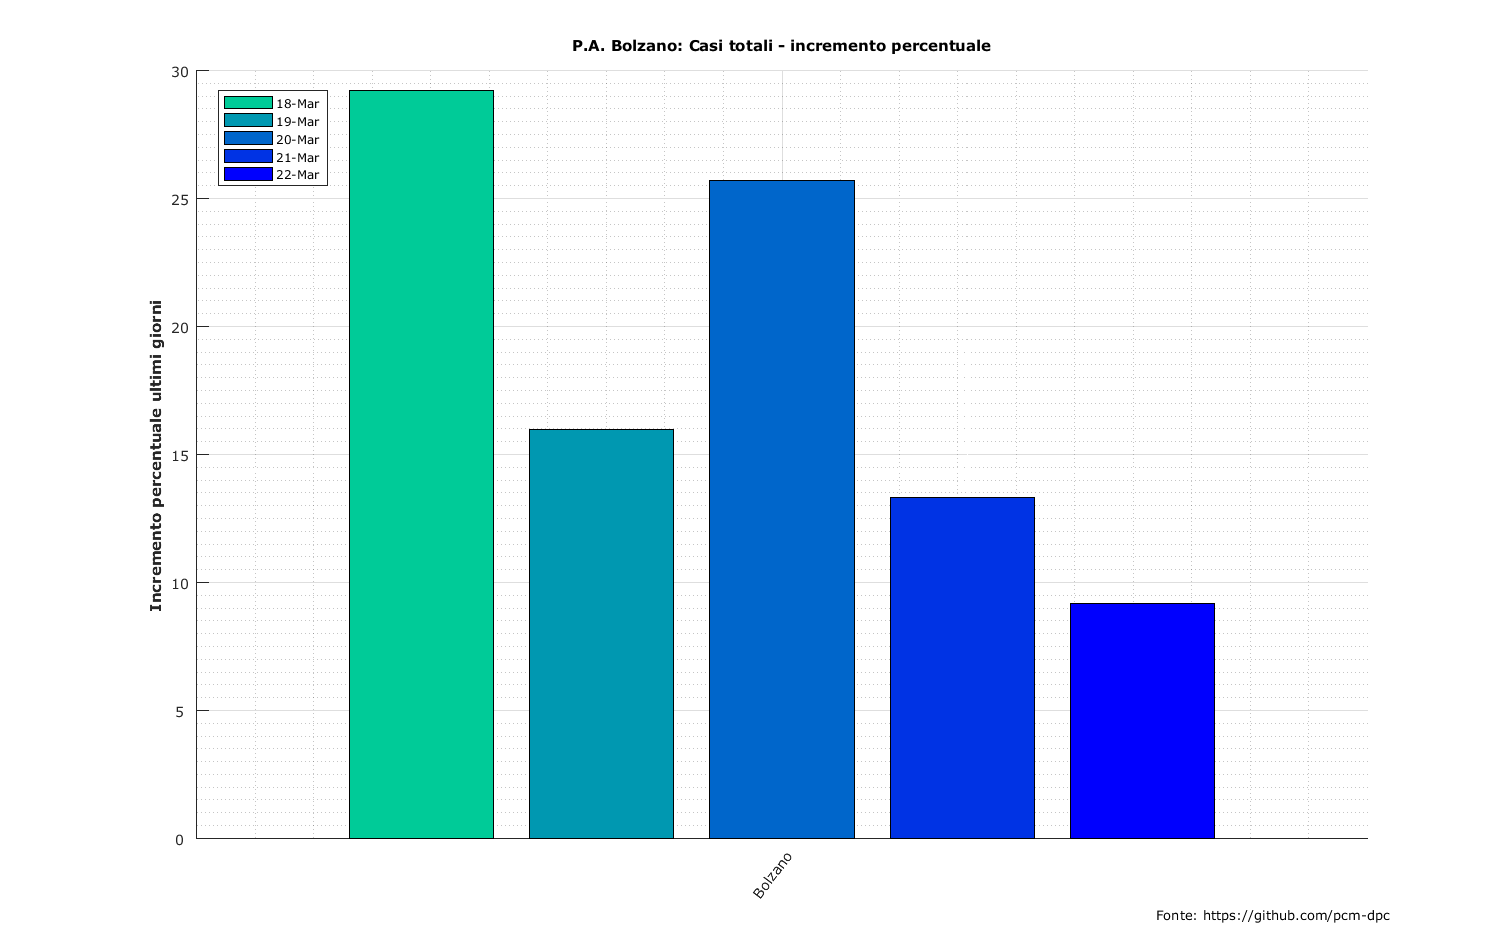 P.A. Bolzano: Casi totali - incremento percentuale
Incremento percentuale ultimi giorni
30
25
20
15
10
5
0
18-Mar
19-Mar
20-Mar
21-Mar
22-Mar
Bolzano
Fonte: https://github.com/pcm-dpc